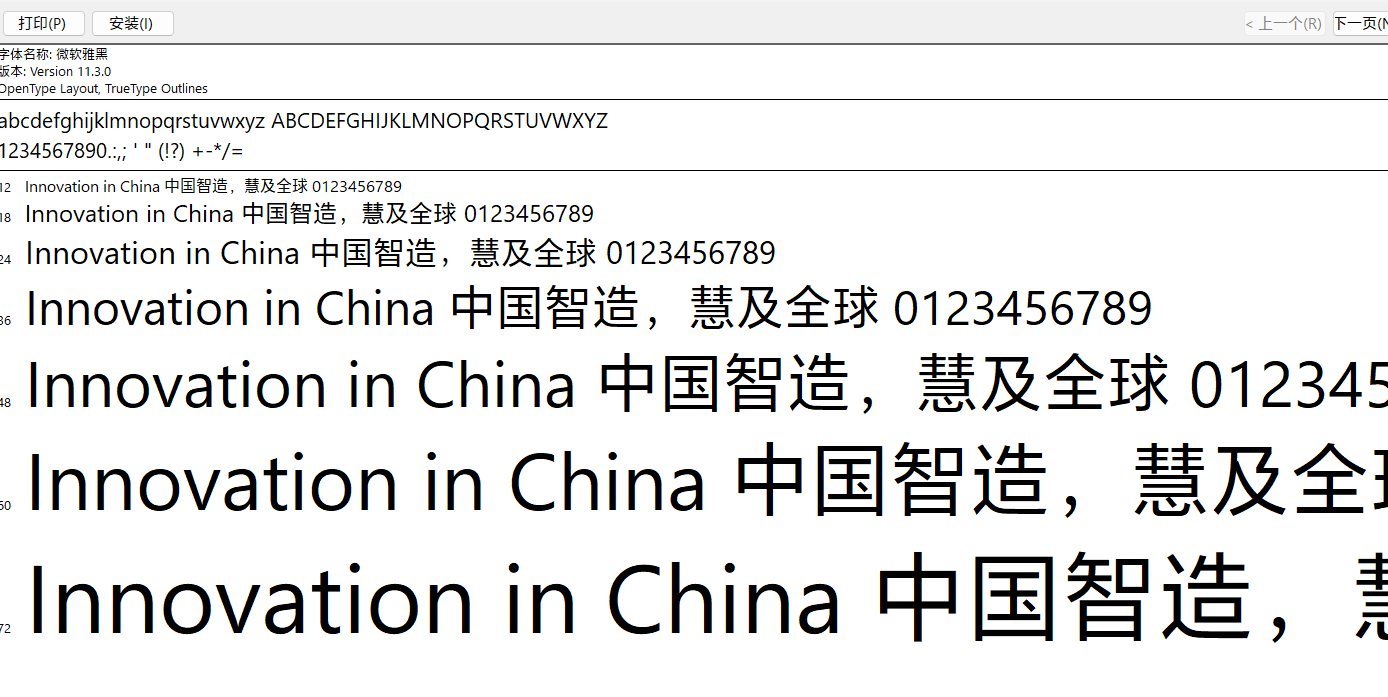 打印(P) 安装(I) < 上一个(R) 下一页(N
字体名称: 微软雅黑
版本: Version 11.3.0
OpenType Layout, TrueType Outlines
abcdefghijklmnopqrstuvwxyz ABCDEFGHIJKLMNOPQRSTUVWXYZ
1234567890.:,; ' " (!?) +-*/=
12 Innovation in China 中国智造，慧及全球 0123456789
18 Innovation in China 中国智造，慧及全球 0123456789
24 Innovation in China 中国智造，慧及全球 0123456789
36 Innovation in China 中国智造，慧及全球 0123456789
48 Innovation in China 中国智造，慧及全球 012345
60 Innovation in China 中国智造，慧及全球
72 Innovation in China 中国智造，慧